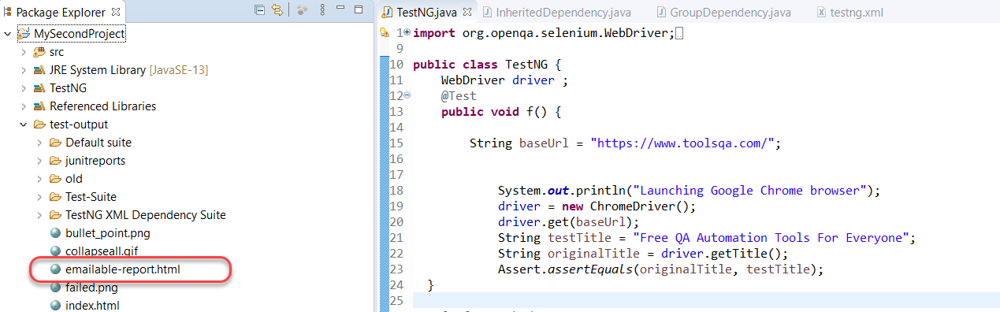 Package Explorer
MySecondProject
src
JRE System Library [JavaSE-13]
TestNG
Referenced Libraries
test-output
Default suite
junitreports
old
Test-Suite
TestNG XML Dependency Suite
bullet_point.png
collapseall.gif
emailable-report.html
failed.png
index.html
TestNG.java InheritedDependency.java GroupDependency.java testng.xml
1 import org.openqa.selenium.WebDriver;
9
10 public class TestNG {
11 WebDriver driver ;
12 @Test
13 public void f() {
14
15 String baseUrl = "https://www.toolsqa.com/";
16
17
18 System.out.println("Launching Google Chrome browser");
19 driver = new ChromeDriver();
20 driver.get(baseUrl);
21 String testTitle = "Free QA Automation Tools For Everyone";
22 String originalTitle = driver.getTitle();
23 Assert.assertEquals(originalTitle, testTitle);
24 }
25